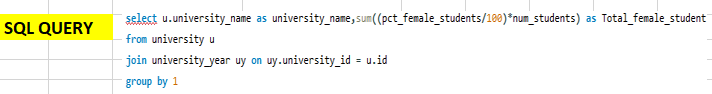 SQL QUERY
select u.university_name as university_name,sum((pct_female_students/100)*num_students) as Total_female_student
from university u
join university_year uy on uy.university_id = u.id
group by 1